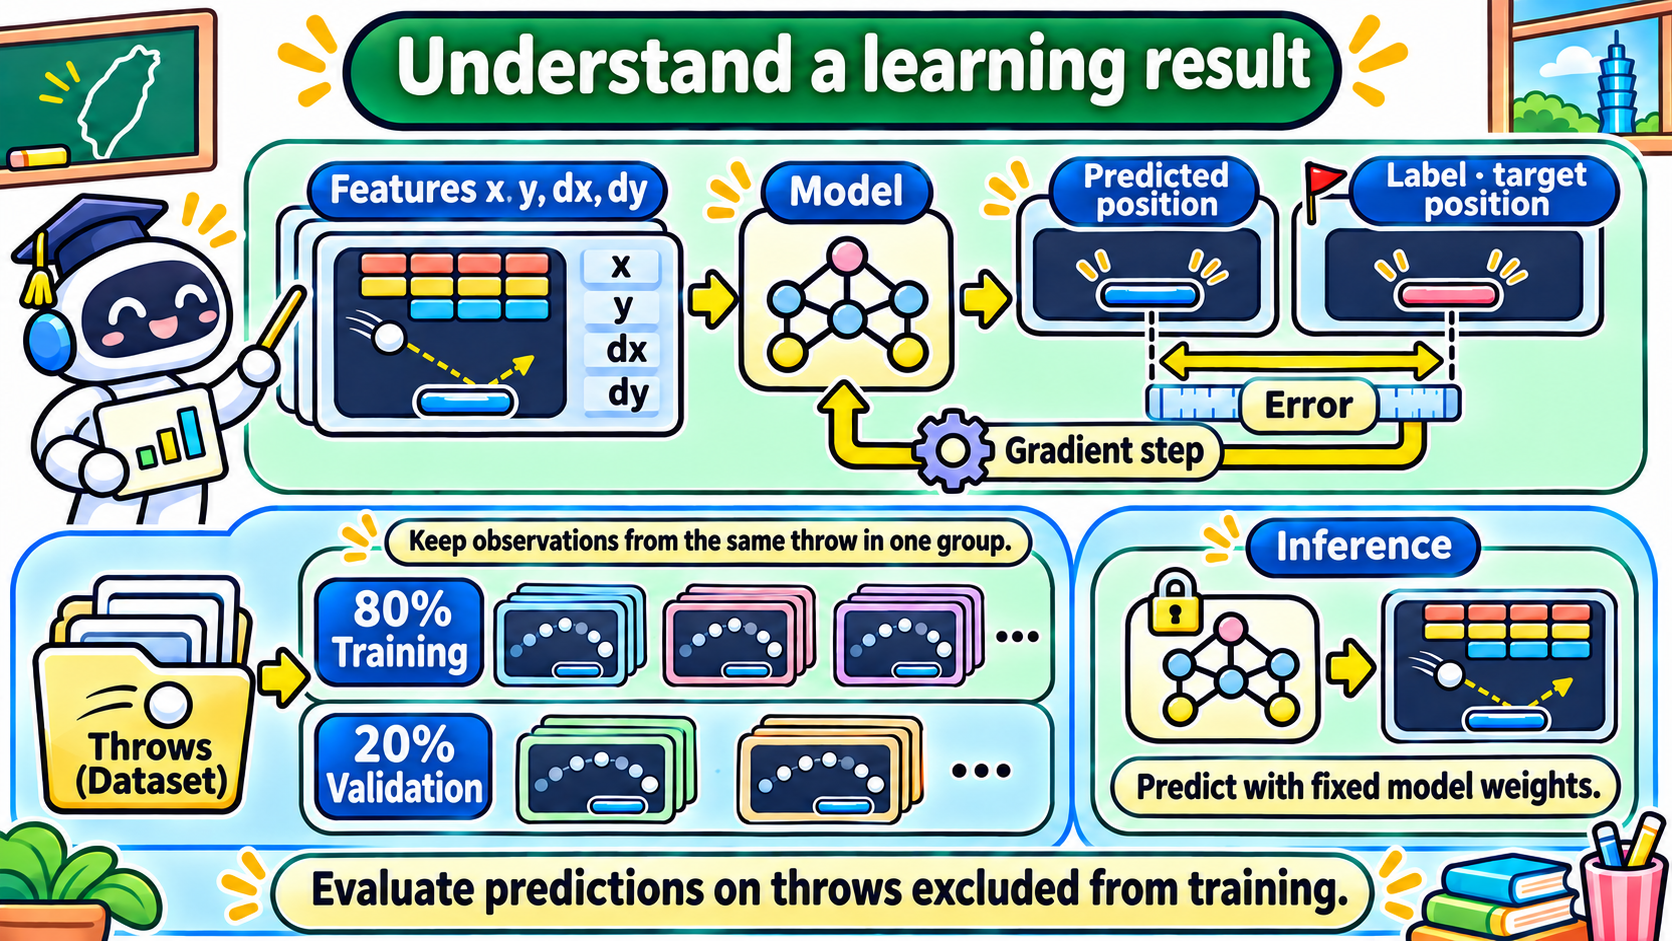 Understand a learning result
Features x, y, dx, dy
x
y
dx
dy
Model
Predicted
position
Label · target
position
Error
Gradient step
Keep observations from the same throw in one group.
Throws
(Dataset)
80%
Training
20%
Validation
Inference
Predict with fixed model weights.
Evaluate predictions on throws excluded from training.